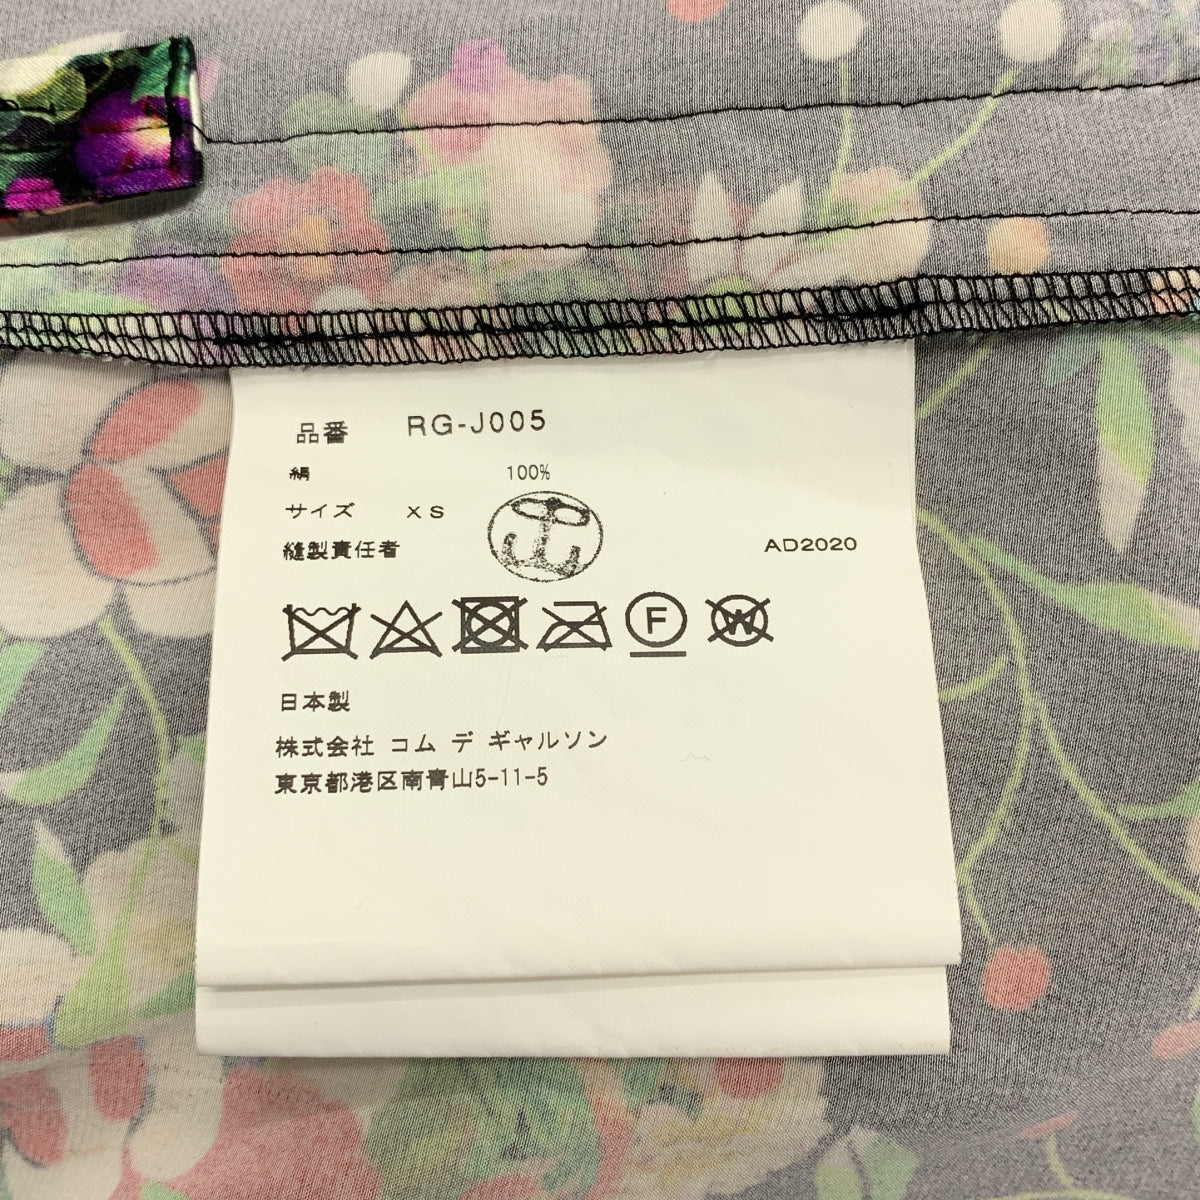 品番 RG-J005
絹 100%
サイズ XS
縫製責任者 AD2020
F W
日本製
株式会社 コム デ ギャルソン
東京都港区南青山5-11-5